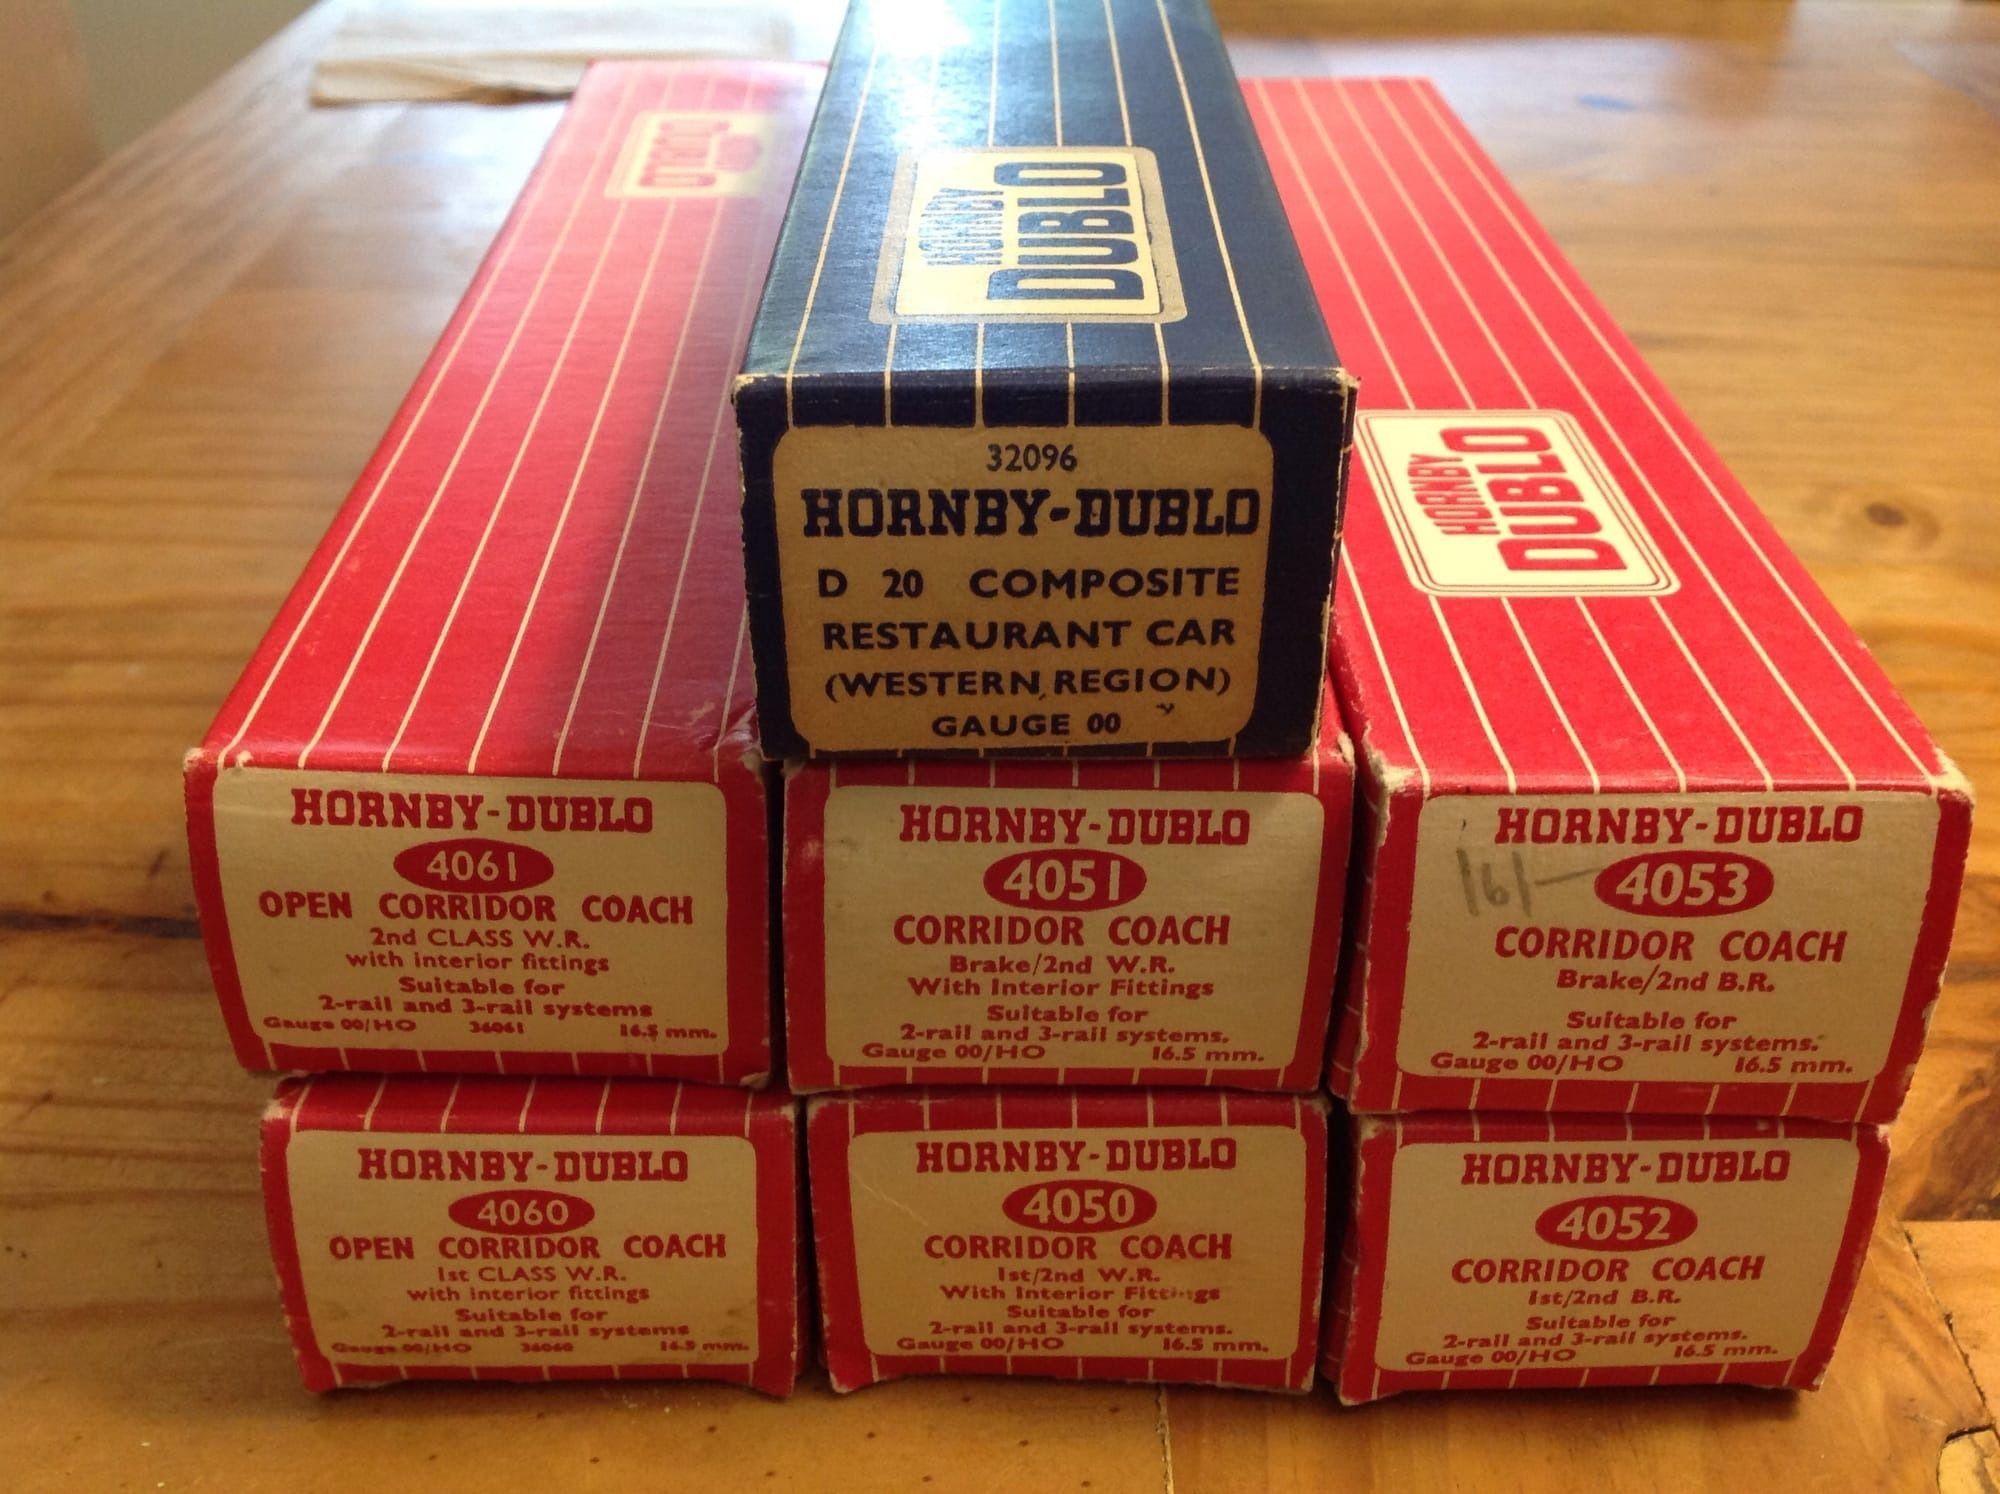 HORNBY
DUBLO
32096
HORNBY-DUBLO
D 20 COMPOSITE
RESTAURANT CAR
(WESTERN REGION)
GAUGE 00
DUBLO
HORNBY
DUBLO
HORNBY-DUBLO
4061
OPEN CORRIDOR COACH
2nd CLASS W.R.
with interior fittings
Suitable for
2-rail and 3-rail systems
Gauge 00/HO 36061 16.5 mm.
HORNBY-DUBLO
4051
CORRIDOR COACH
Brake/2nd W.R.
With Interior Fittings
Suitable for
2-rail and 3-rail systems.
Gauge 00/HO 16.5 mm.
HORNBY-DUBLO
16/-
4053
CORRIDOR COACH
Brake/2nd B.R.
Suitable for
2-rail and 3-rail systems.
Gauge 00/HO 16.5 mm.
HORNBY-DUBLO
4060
OPEN CORRIDOR COACH
1st CLASS W.R.
with interior fittings
Suitable for
2-rail and 3-rail systems
Gauge 00/HO 36060 16.5 mm.
HORNBY-DUBLO
4050
CORRIDOR COACH
1st/2nd W.R.
With Interior Fittings
Suitable for
2-rail and 3-rail systems.
Gauge 00/HO 16.5 mm.
HORNBY-DUBLO
4052
CORRIDOR COACH
1st/2nd B.R.
Suitable for
2-rail and 3-rail systems.
Gauge 00/HO 16.5 mm.